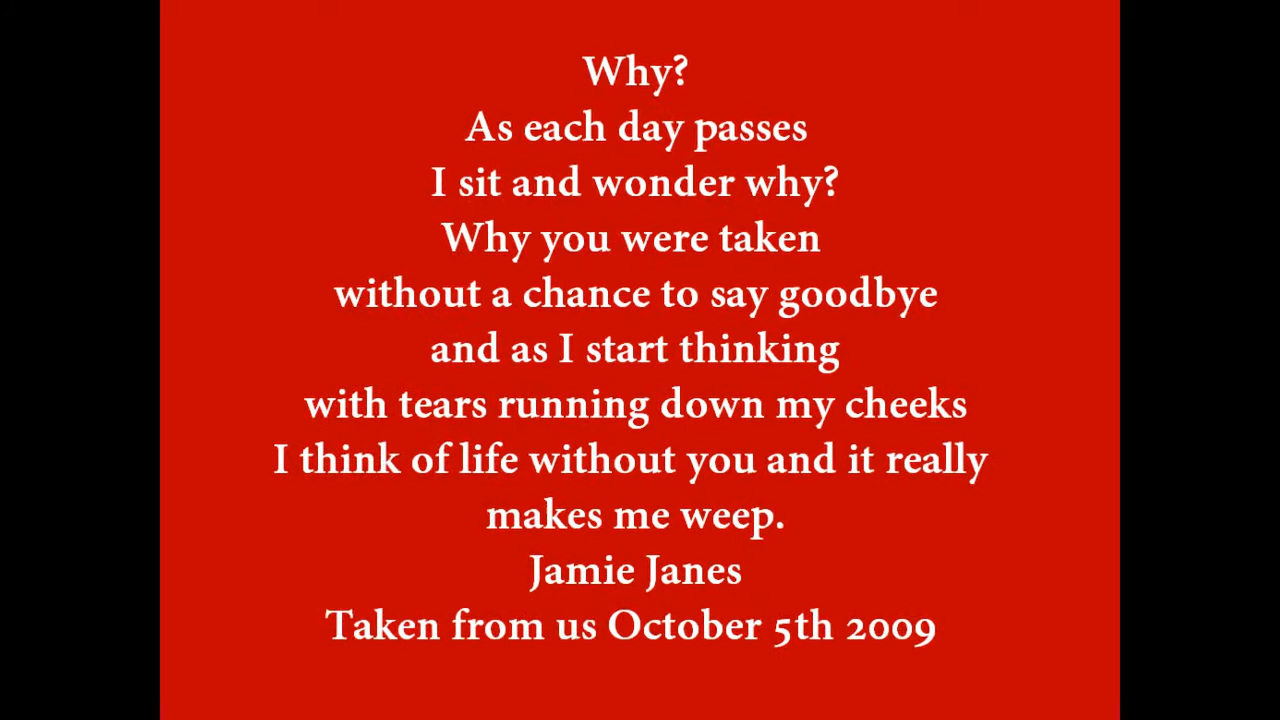 Why?
As each day passes
I sit and wonder why?
Why you were taken
without a chance to say goodbye
and as I start thinking
with tears running down my cheeks
I think of life without you and it really
makes me weep.
Jamie Janes
Taken from us October 5th 2009